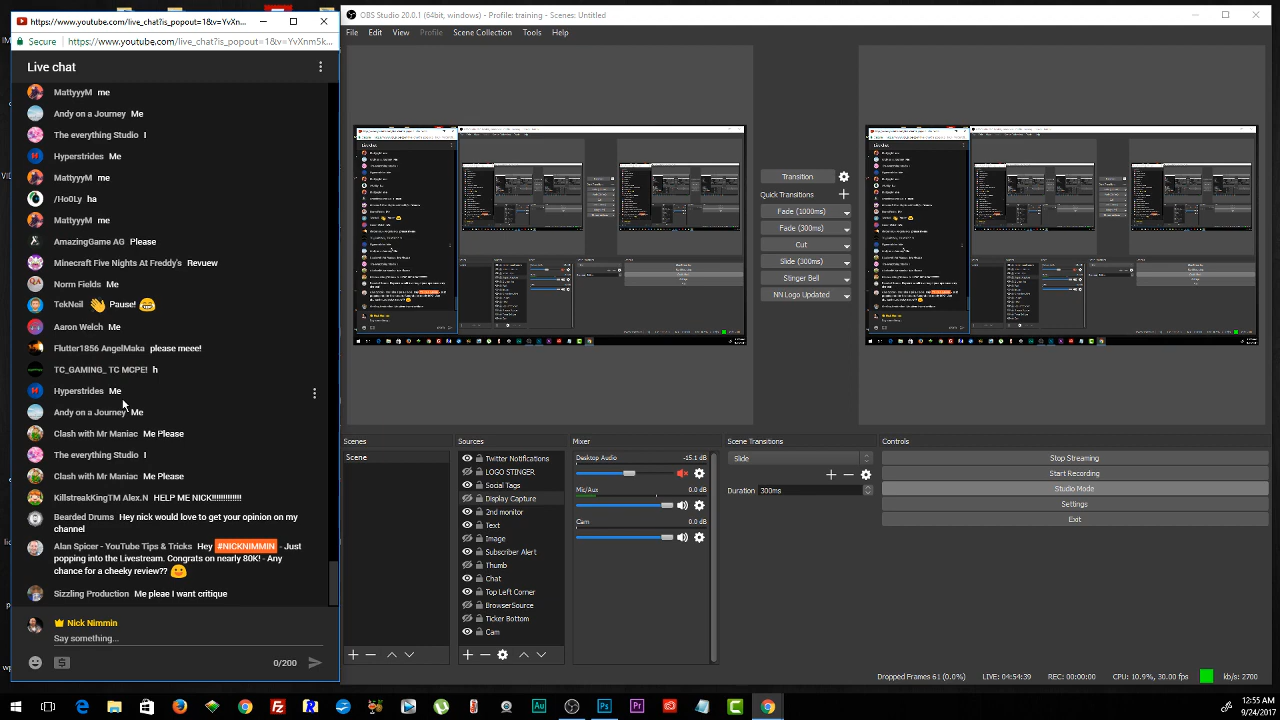 https://www.youtube.com/live_chat?is_popout=1&v=YvXn...
Secure https://www.youtube.com/live_chat?is_popout=1&v=YvXnm5k...
Live chat
MattyyyM me
Andy on a Journey Me
The everything Studio I
Hyperstrides Me
MattyyyM me
/Ho0Ly ha
MattyyyM me
AmazingGamer AG Please
Minecraft Five Nights At Freddy's Revuew
Norm Fields Me
TekNeil 👋 Pause! 😁
Aaron Welch Me
Flutter1856 AngelMaka please meee!
TC_GAMING_ TC MCPE! h
Hyperstrides Me
Andy on a Journey Me
Clash with Mr Maniac Me Please
The everything Studio I
Clash with Mr Maniac Me Please
KillstreakKingTM Alex.N HELP ME NICK!!!!!!!!!!!!!!
Bearded Drums Hey nick would love to get your opinion on my
channel
Alan Spicer - YouTube Tips & Tricks Hey #NICKNIMMIN - Just
popping into the Livestream. Congrats on nearly 80K! - Any
chance for a cheeky review??
Sizzling Production Me pleae I want critique
Nick Nimmin
Say something...
0/200
OBS Studio 20.0.1 (64bit, windows) - Profile: training - Scenes: Untitled
File Edit View Profile Scene Collection Tools Help
Transition
Quick Transitions
Fade (1000ms)
Fade (300ms)
Cut
Slide (300ms)
Stinger Bell
NN Logo Updated
Scenes
Scene
Sources
Twitter Notifications
LOGO STINGER
Social Tags
Display Capture
2nd monitor
Text
Image
Subscriber Alert
Thumb
Chat
Top Left Corner
BrowserSource
Ticker Bottom
Cam
Mixer
Desktop Audio -15.1 dB
Mic/Aux 0.0 dB
Cam 0.0 dB
Scene Transitions
Slide
Duration 300ms
Controls
Stop Streaming
Start Recording
Studio Mode
Settings
Exit
Dropped Frames 61 (0.0%) LIVE: 04:54:39 REC: 00:00:00 CPU: 10.9%, 30.00 fps kb/s: 2700
Au Ps Pr
12:55 AM
9/24/2017